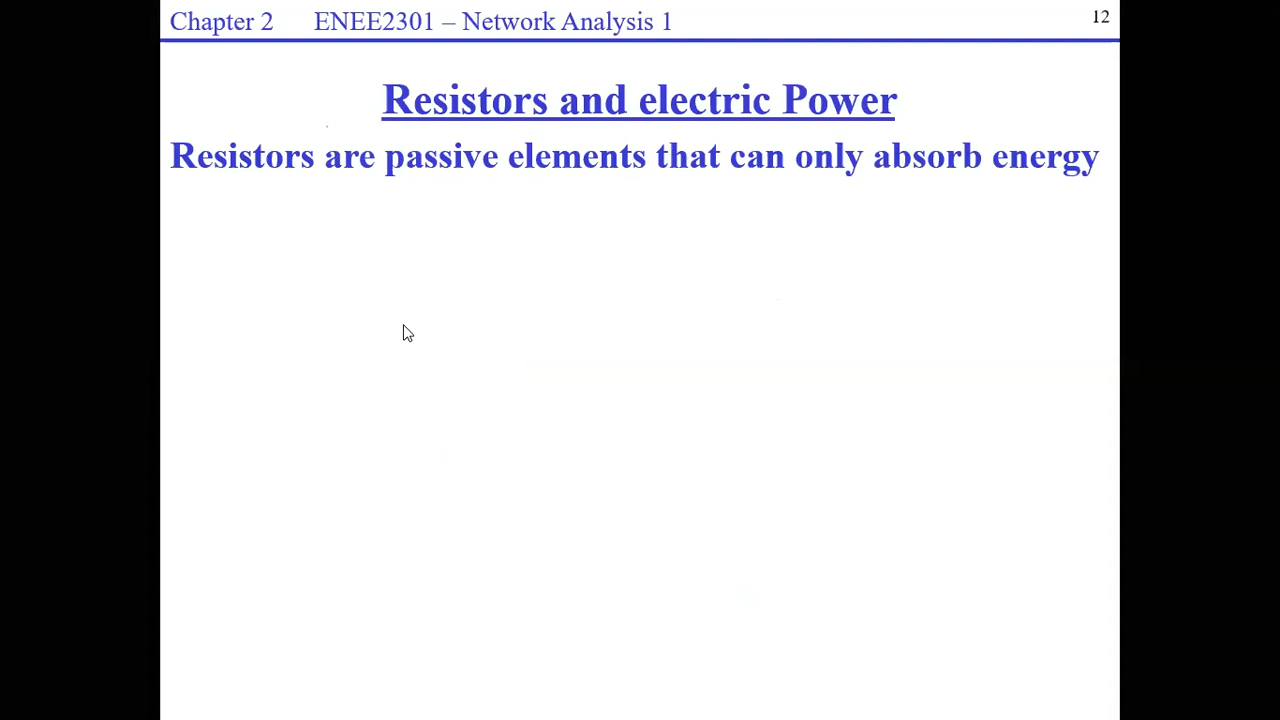 Chapter 2 ENEE2301 – Network Analysis 1 12
Resistors and electric Power
Resistors are passive elements that can only absorb energy